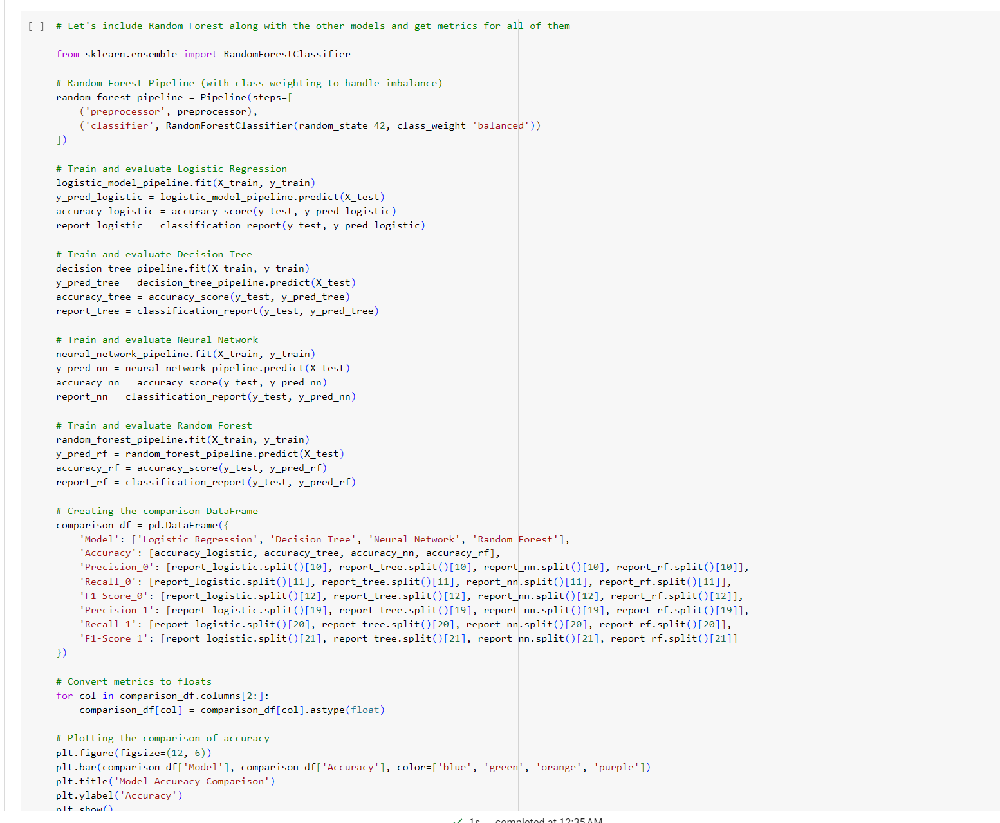 [ ] # Let's include Random Forest along with the other models and get metrics for all of them
from sklearn.ensemble import RandomForestClassifier
# Random Forest Pipeline (with class weighting to handle imbalance)
random_forest_pipeline = Pipeline(steps=[
    ('preprocessor', preprocessor),
    ('classifier', RandomForestClassifier(random_state=42, class_weight='balanced'))
])
# Train and evaluate Logistic Regression
logistic_model_pipeline.fit(X_train, y_train)
y_pred_logistic = logistic_model_pipeline.predict(X_test)
accuracy_logistic = accuracy_score(y_test, y_pred_logistic)
report_logistic = classification_report(y_test, y_pred_logistic)
# Train and evaluate Decision Tree
decision_tree_pipeline.fit(X_train, y_train)
y_pred_tree = decision_tree_pipeline.predict(X_test)
accuracy_tree = accuracy_score(y_test, y_pred_tree)
report_tree = classification_report(y_test, y_pred_tree)
# Train and evaluate Neural Network
neural_network_pipeline.fit(X_train, y_train)
y_pred_nn = neural_network_pipeline.predict(X_test)
accuracy_nn = accuracy_score(y_test, y_pred_nn)
report_nn = classification_report(y_test, y_pred_nn)
# Train and evaluate Random Forest
random_forest_pipeline.fit(X_train, y_train)
y_pred_rf = random_forest_pipeline.predict(X_test)
accuracy_rf = accuracy_score(y_test, y_pred_rf)
report_rf = classification_report(y_test, y_pred_rf)
# Creating the comparison DataFrame
comparison_df = pd.DataFrame({
    'Model': ['Logistic Regression', 'Decision Tree', 'Neural Network', 'Random Forest'],
    'Accuracy': [accuracy_logistic, accuracy_tree, accuracy_nn, accuracy_rf],
    'Precision_0': [report_logistic.split()[10], report_tree.split()[10], report_nn.split()[10], report_rf.split()[10]],
    'Recall_0': [report_logistic.split()[11], report_tree.split()[11], report_nn.split()[11], report_rf.split()[11]],
    'F1-Score_0': [report_logistic.split()[12], report_tree.split()[12], report_nn.split()[12], report_rf.split()[12]],
    'Precision_1': [report_logistic.split()[19], report_tree.split()[19], report_nn.split()[19], report_rf.split()[19]],
    'Recall_1': [report_logistic.split()[20], report_tree.split()[20], report_nn.split()[20], report_rf.split()[20]],
    'F1-Score_1': [report_logistic.split()[21], report_tree.split()[21], report_nn.split()[21], report_rf.split()[21]]
})
# Convert metrics to floats
for col in comparison_df.columns[2:]:
    comparison_df[col] = comparison_df[col].astype(float)
# Plotting the comparison of accuracy
plt.figure(figsize=(12, 6))
plt.bar(comparison_df['Model'], comparison_df['Accuracy'], color=['blue', 'green', 'orange', 'purple'])
plt.title('Model Accuracy Comparison')
plt.ylabel('Accuracy')
plt.show()
✓ 1s completed at 12:35 AM